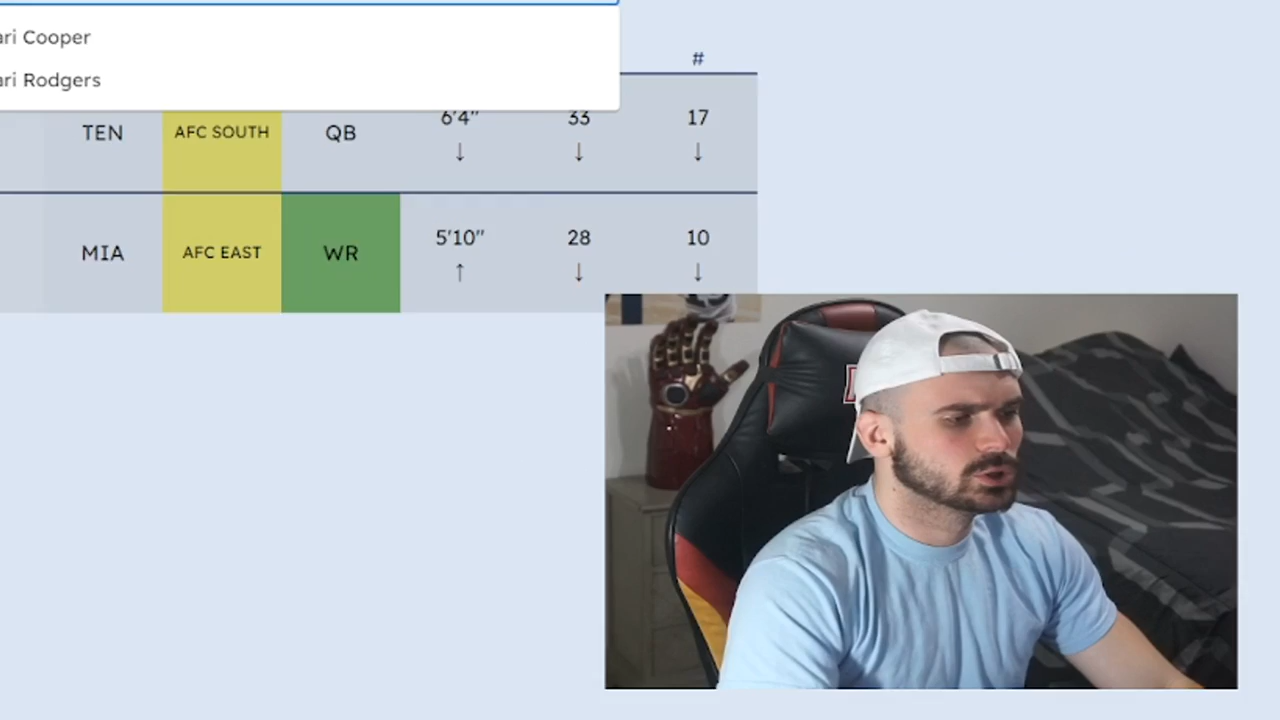 ari Cooper
ari Rodgers
#
TEN AFC SOUTH QB 6'4" 33 17
↓ ↓ ↓
MIA AFC EAST WR 5'10" 28 10
↑ ↓ ↓